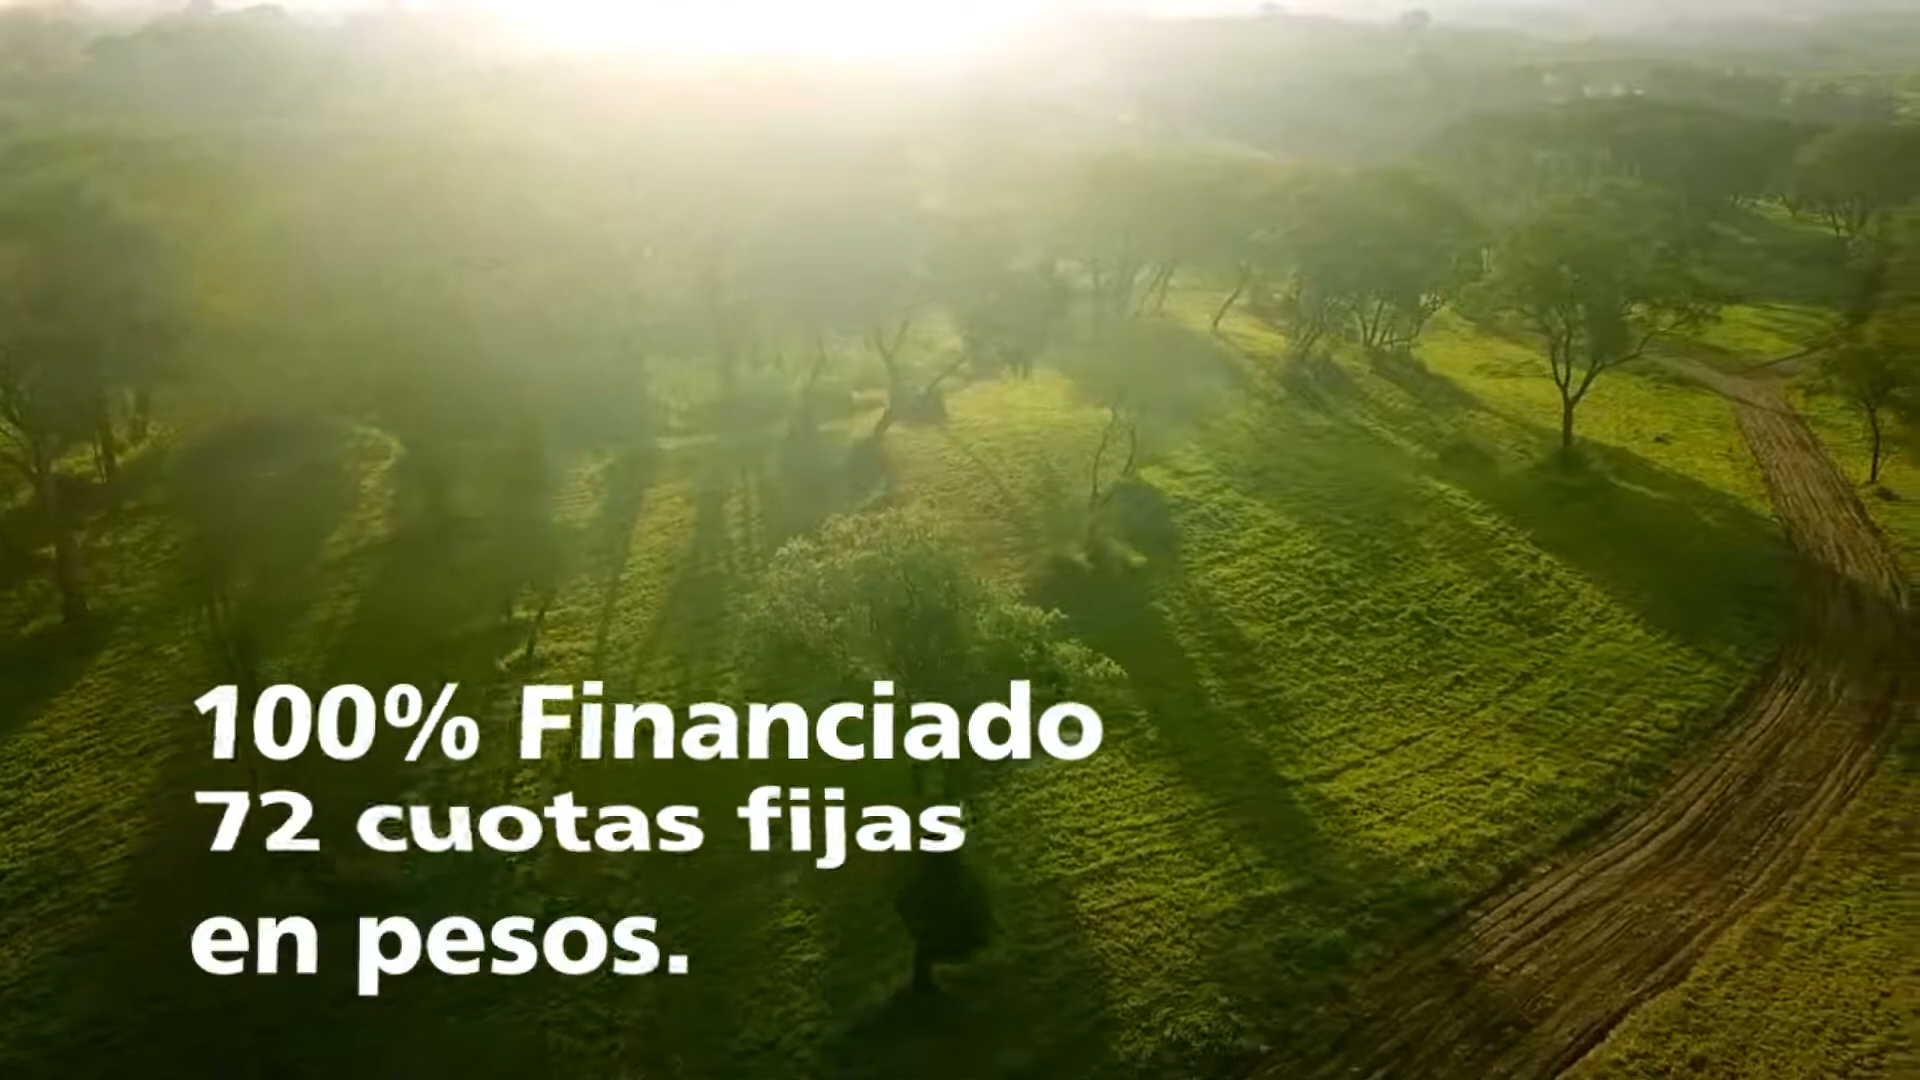 100% Financiado
72 cuotas fijas
en pesos.